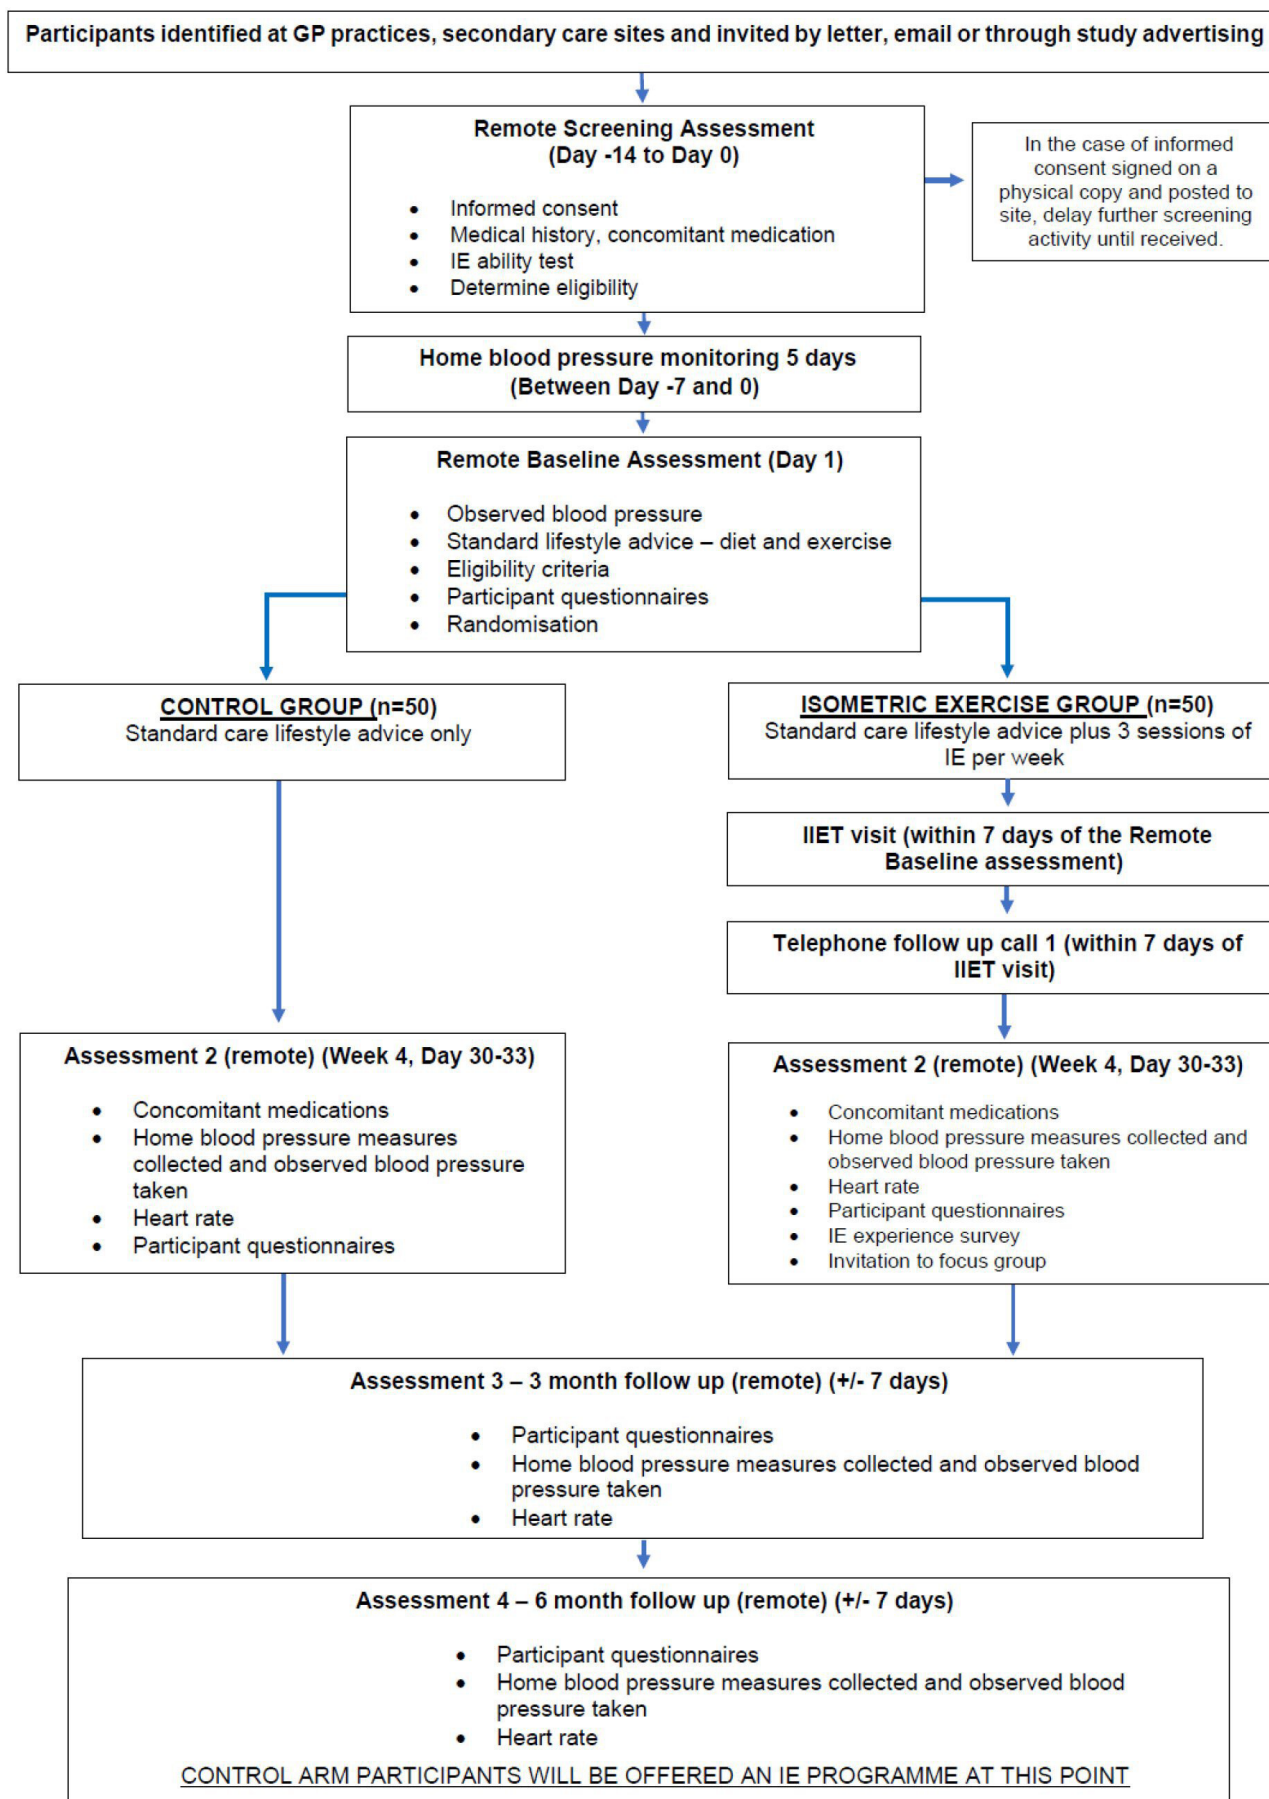 Participants identified at GP practices, secondary care sites and invited by letter, email or through study advertising
Remote Screening Assessment
(Day -14 to Day 0)
• Informed consent
• Medical history, concomitant medication
• IE ability test
• Determine eligibility
In the case of informed
consent signed on a
physical copy and posted to
site, delay further screening
activity until received.
Home blood pressure monitoring 5 days
(Between Day -7 and 0)
Remote Baseline Assessment (Day 1)
• Observed blood pressure
• Standard lifestyle advice – diet and exercise
• Eligibility criteria
• Participant questionnaires
• Randomisation
CONTROL GROUP (n=50)
Standard care lifestyle advice only
ISOMETRIC EXERCISE GROUP (n=50)
Standard care lifestyle advice plus 3 sessions of
IE per week
IIET visit (within 7 days of the Remote
Baseline assessment)
Telephone follow up call 1 (within 7 days of
IIET visit)
Assessment 2 (remote) (Week 4, Day 30-33)
• Concomitant medications
• Home blood pressure measures
collected and observed blood pressure
taken
• Heart rate
• Participant questionnaires
Assessment 2 (remote) (Week 4, Day 30-33)
• Concomitant medications
• Home blood pressure measures collected and
observed blood pressure taken
• Heart rate
• Participant questionnaires
• IE experience survey
• Invitation to focus group
Assessment 3 – 3 month follow up (remote) (+/- 7 days)
• Participant questionnaires
• Home blood pressure measures collected and observed blood
pressure taken
• Heart rate
Assessment 4 – 6 month follow up (remote) (+/- 7 days)
• Participant questionnaires
• Home blood pressure measures collected and observed blood
pressure taken
• Heart rate
CONTROL ARM PARTICIPANTS WILL BE OFFERED AN IE PROGRAMME AT THIS POINT